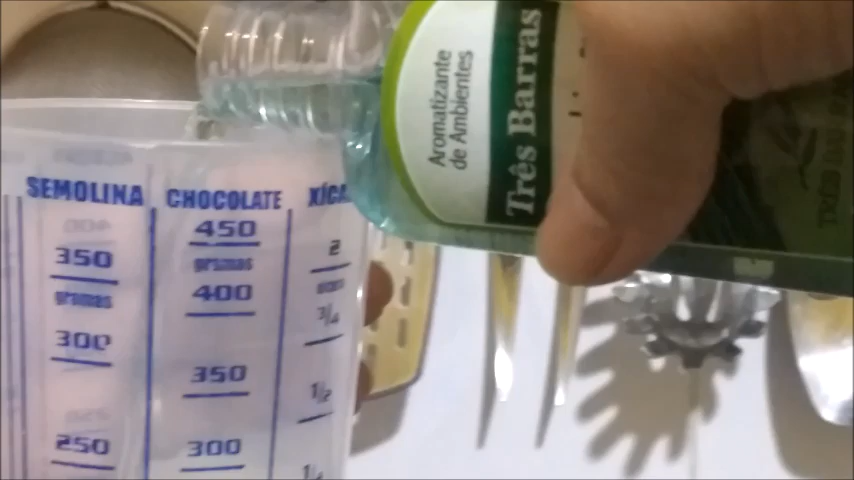 Aromatizante
de Ambientes
Três Barras
SEMOLINA
350
gramas
300
250
CHOCOLATE
450
gramas
400
350
300
XÍCA
2
3/4
1/2